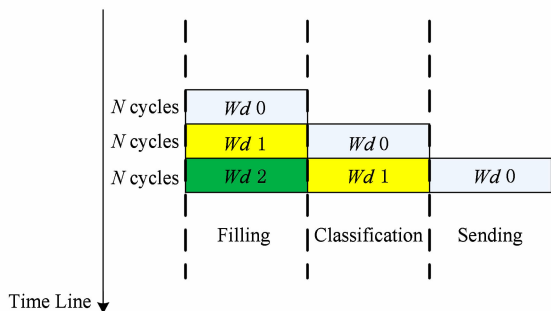 N cycles Wd 0
N cycles Wd 1 Wd 0
N cycles Wd 2 Wd 1 Wd 0
Filling Classification Sending
Time Line